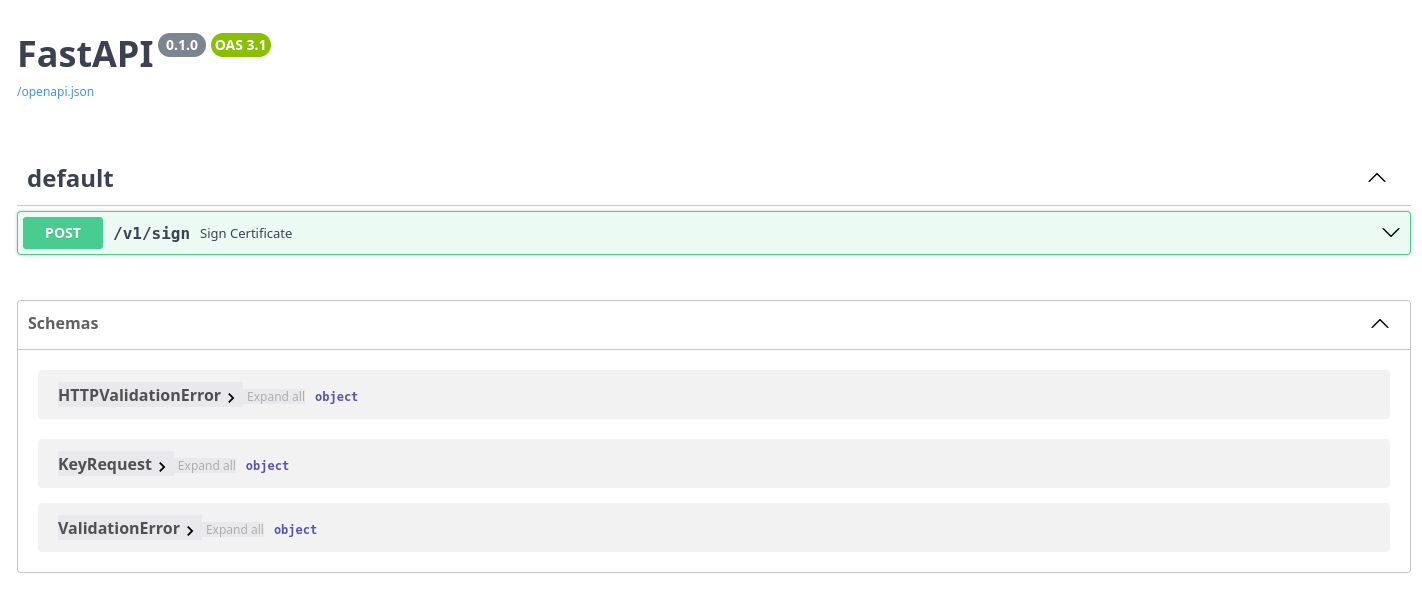 FastAPI 0.1.0 OAS 3.1
/openapi.json
default
POST /v1/sign Sign Certificate
Schemas
HTTPValidationError Expand all object
KeyRequest Expand all object
ValidationError Expand all object